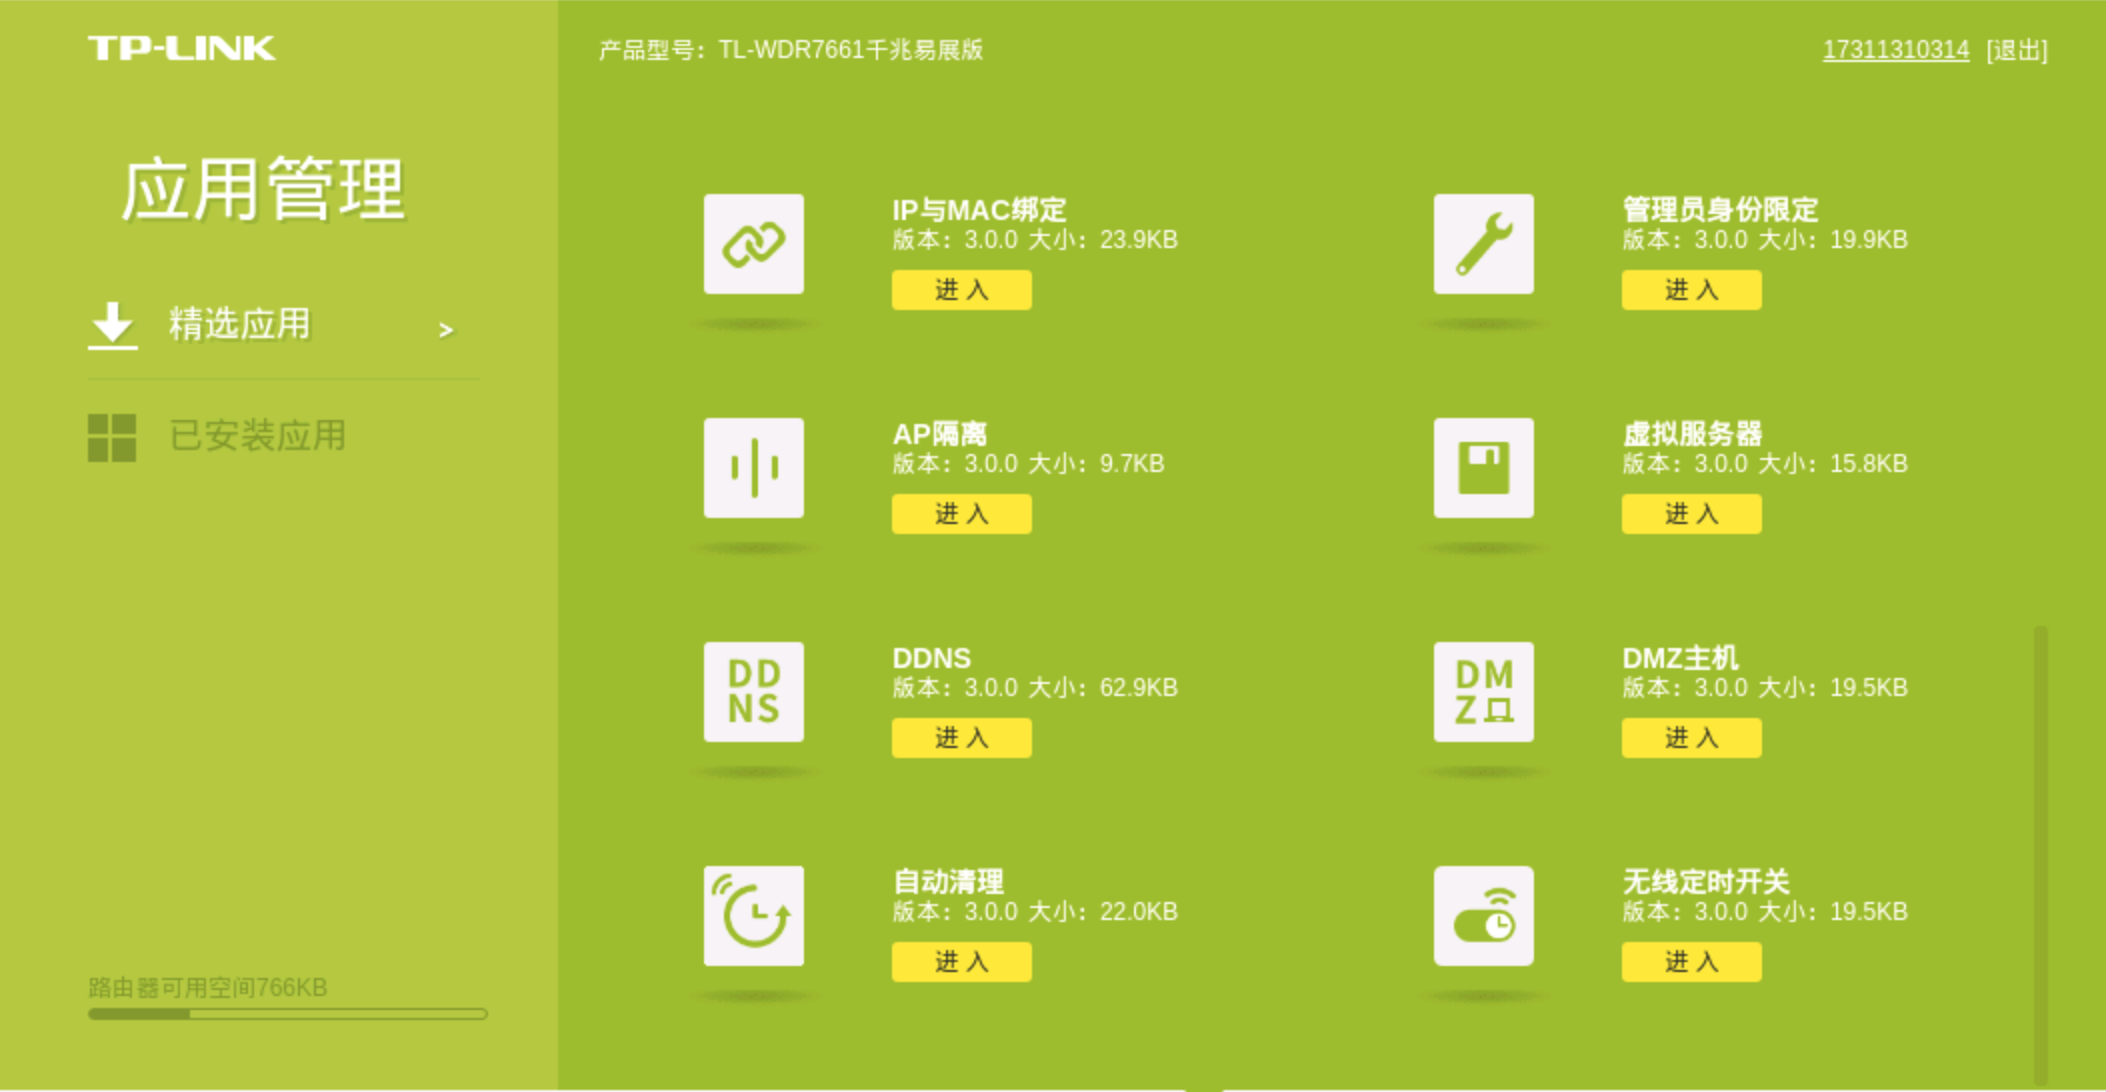 TP-LINK
产品型号：TL-WDR7661千兆易展版
17311310314 [退出]
应用管理
精选应用 >
已安装应用
路由器可用空间766KB
IP与MAC绑定
版本：3.0.0 大小：23.9KB
进 入
管理员身份限定
版本：3.0.0 大小：19.9KB
进 入
AP隔离
版本：3.0.0 大小：9.7KB
进 入
虚拟服务器
版本：3.0.0 大小：15.8KB
进 入
DD
NS
DDNS
版本：3.0.0 大小：62.9KB
进 入
DM
Z
DMZ主机
版本：3.0.0 大小：19.5KB
进 入
自动清理
版本：3.0.0 大小：22.0KB
进 入
无线定时开关
版本：3.0.0 大小：19.5KB
进 入